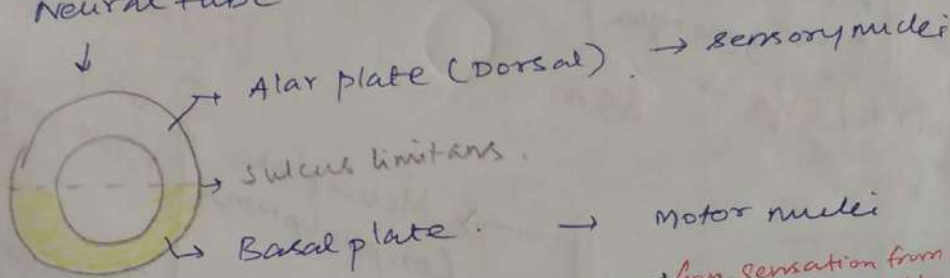 Neural tube
↓
→ Alar plate (Dorsal). → sensory nuclei
→ sulcus limitans.
→ Basal plate. → Motor nuclei
sensation from